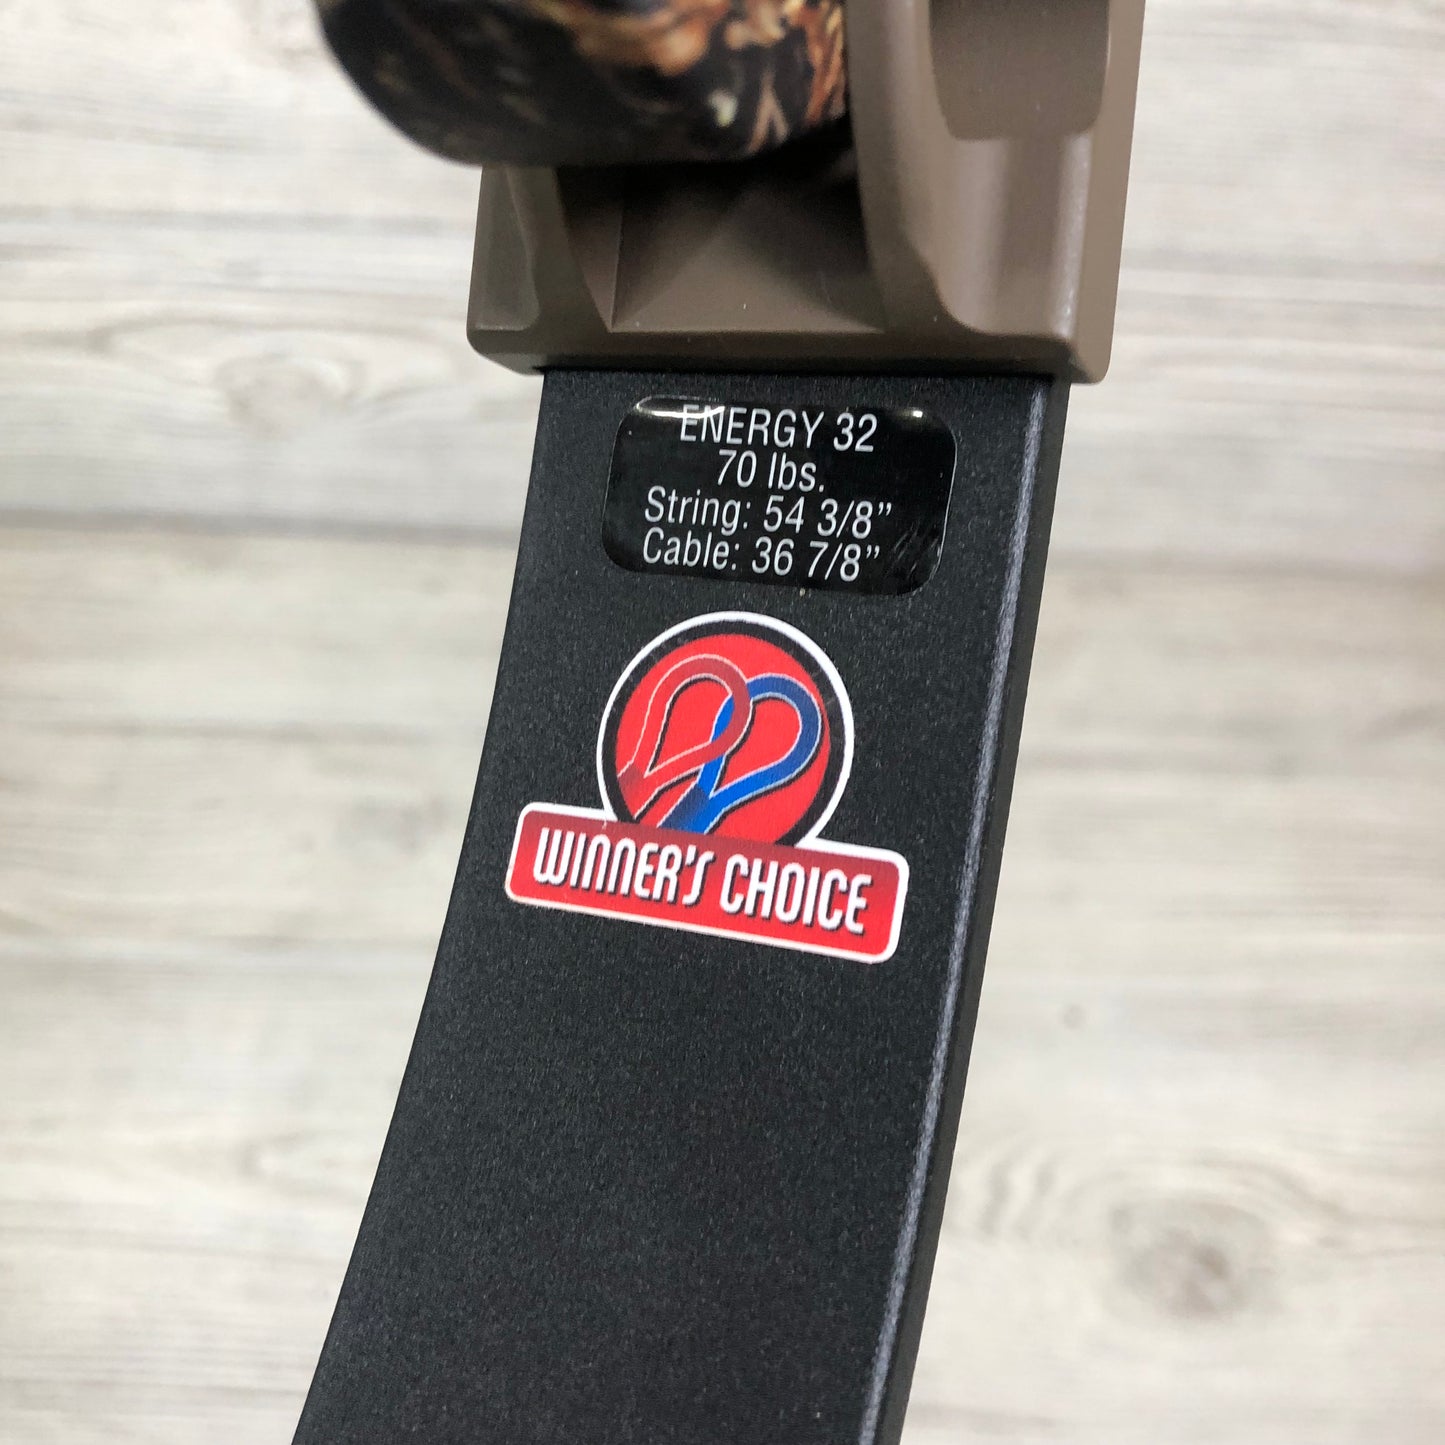 ENERGY 32
70 lbs.
String: 54 3/8”
Cable: 36 7/8”
WINNER'S CHOICE